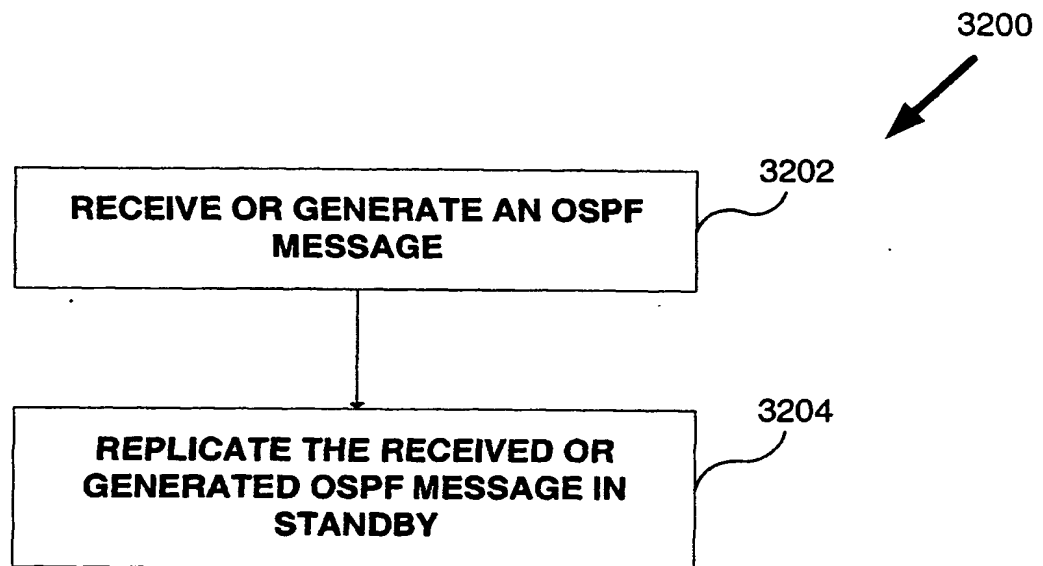 3200
3202
RECEIVE OR GENERATE AN OSPF
MESSAGE
3204
REPLICATE THE RECEIVED OR
GENERATED OSPF MESSAGE IN
STANDBY